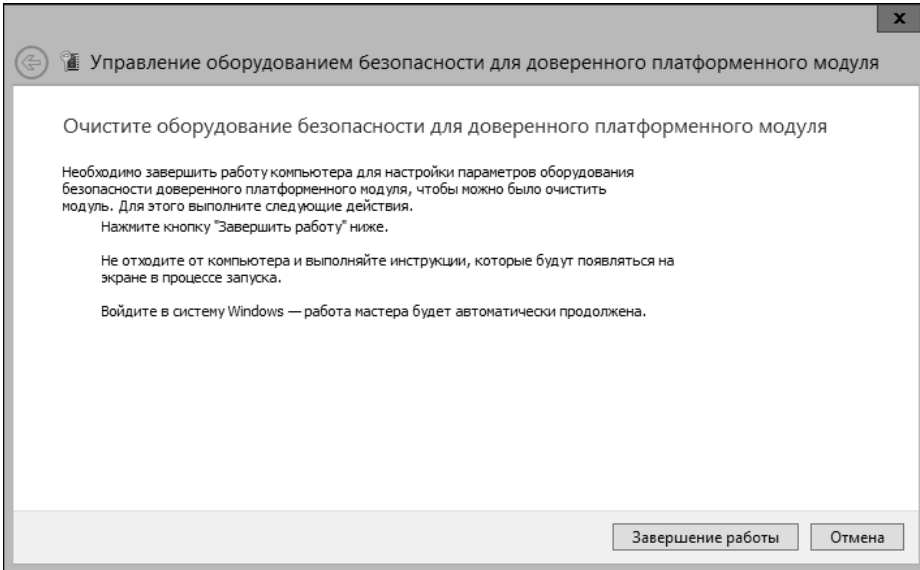 x
Управление оборудованием безопасности для доверенного платформенного модуля
Очистите оборудование безопасности для доверенного платформенного модуля
Необходимо завершить работу компьютера для настройки параметров оборудования
безопасности доверенного платформенного модуля, чтобы можно было очистить
модуль. Для этого выполните следующие действия.
Нажмите кнопку "Завершить работу" ниже.
Не отходите от компьютера и выполняйте инструкции, которые будут появляться на
экране в процессе запуска.
Войдите в систему Windows — работа мастера будет автоматически продолжена.
Завершение работы
Отмена